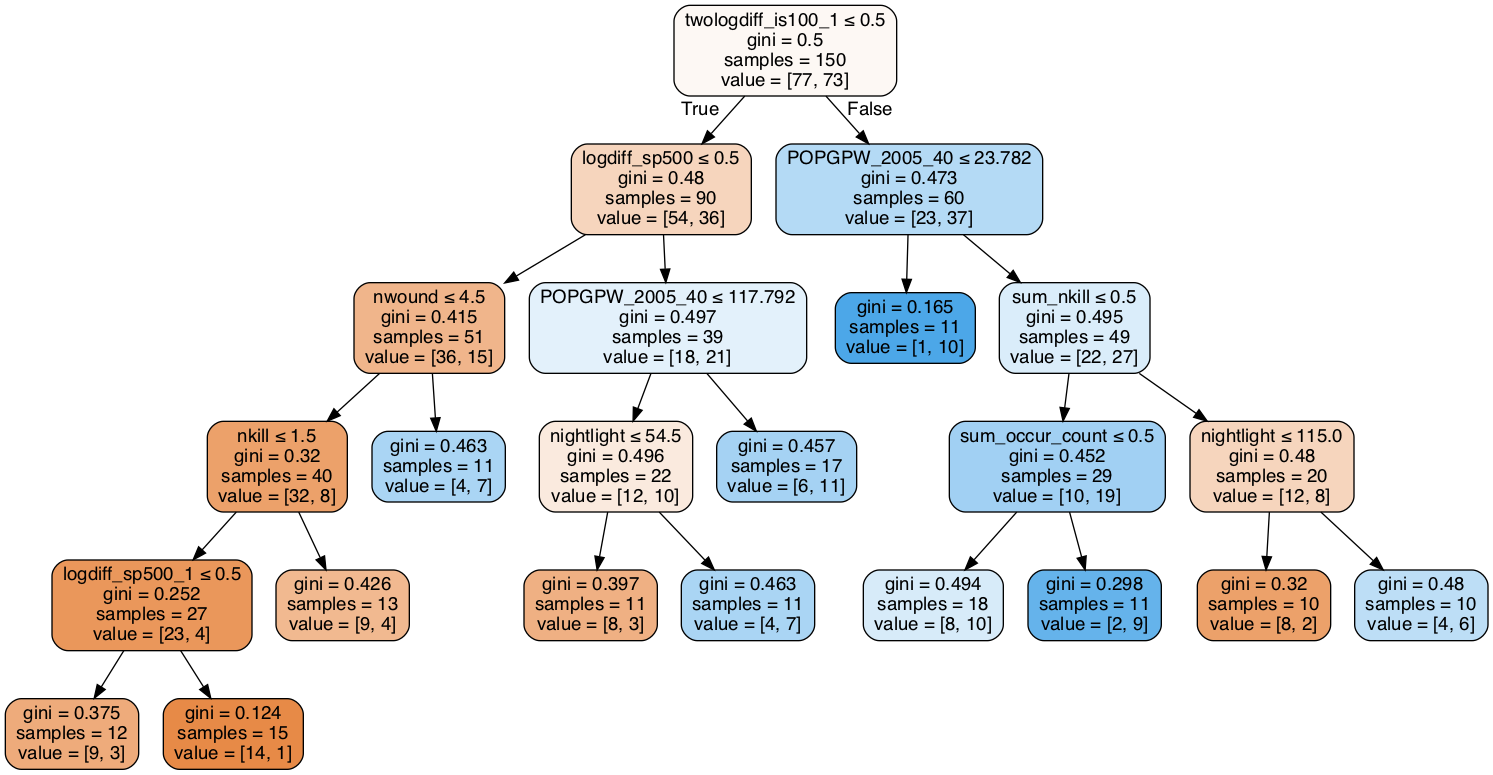 twologdiff_is100_1 ≤ 0.5
gini = 0.5
samples = 150
value = [77, 73]
True
False
logdiff_sp500 ≤ 0.5
gini = 0.48
samples = 90
value = [54, 36]
POPGPW_2005_40 ≤ 23.782
gini = 0.473
samples = 60
value = [23, 37]
nwound ≤ 4.5
gini = 0.415
samples = 51
value = [36, 15]
POPGPW_2005_40 ≤ 117.792
gini = 0.497
samples = 39
value = [18, 21]
gini = 0.165
samples = 11
value = [1, 10]
sum_nkill ≤ 0.5
gini = 0.495
samples = 49
value = [22, 27]
nkill ≤ 1.5
gini = 0.32
samples = 40
value = [32, 8]
gini = 0.463
samples = 11
value = [4, 7]
nightlight ≤ 54.5
gini = 0.496
samples = 22
value = [12, 10]
gini = 0.457
samples = 17
value = [6, 11]
sum_occur_count ≤ 0.5
gini = 0.452
samples = 29
value = [10, 19]
nightlight ≤ 115.0
gini = 0.48
samples = 20
value = [12, 8]
logdiff_sp500_1 ≤ 0.5
gini = 0.252
samples = 27
value = [23, 4]
gini = 0.426
samples = 13
value = [9, 4]
gini = 0.397
samples = 11
value = [8, 3]
gini = 0.463
samples = 11
value = [4, 7]
gini = 0.494
samples = 18
value = [8, 10]
gini = 0.298
samples = 11
value = [2, 9]
gini = 0.32
samples = 10
value = [8, 2]
gini = 0.48
samples = 10
value = [4, 6]
gini = 0.375
samples = 12
value = [9, 3]
gini = 0.124
samples = 15
value = [14, 1]